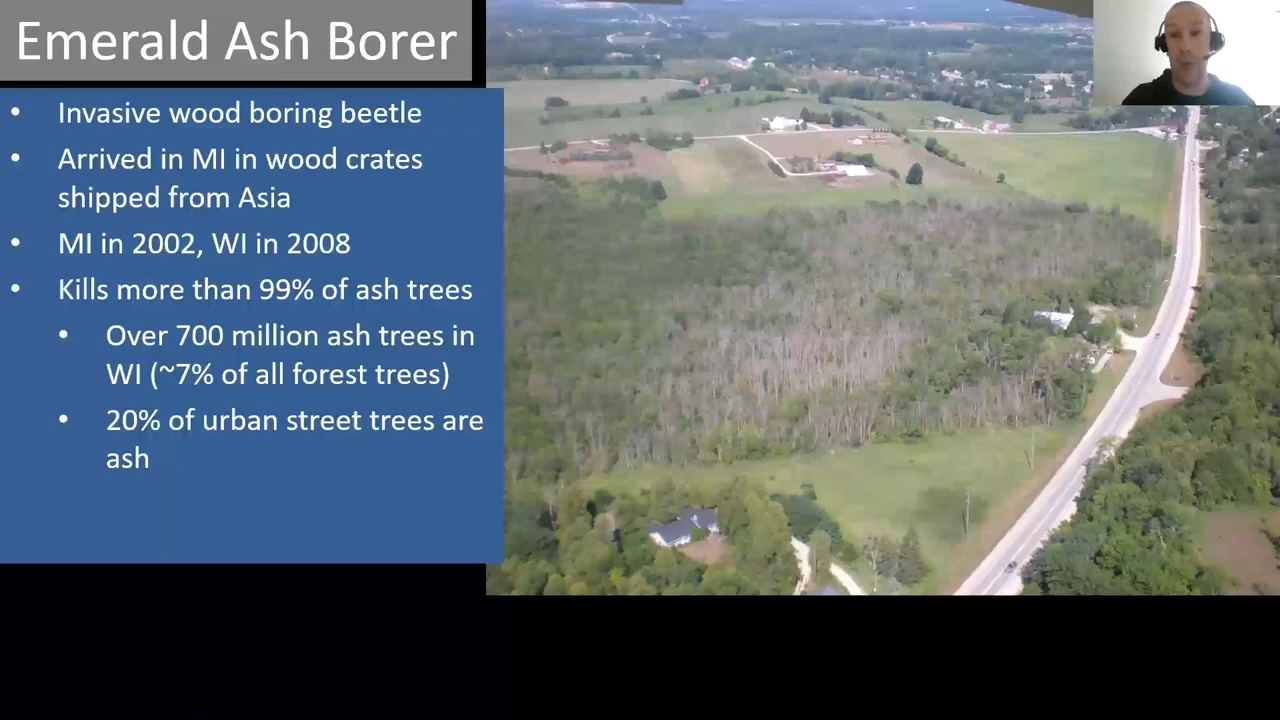 Emerald Ash Borer
• Invasive wood boring beetle
• Arrived in MI in wood crates
shipped from Asia
• MI in 2002, WI in 2008
• Kills more than 99% of ash trees
• Over 700 million ash trees in
WI (~7% of all forest trees)
• 20% of urban street trees are
ash